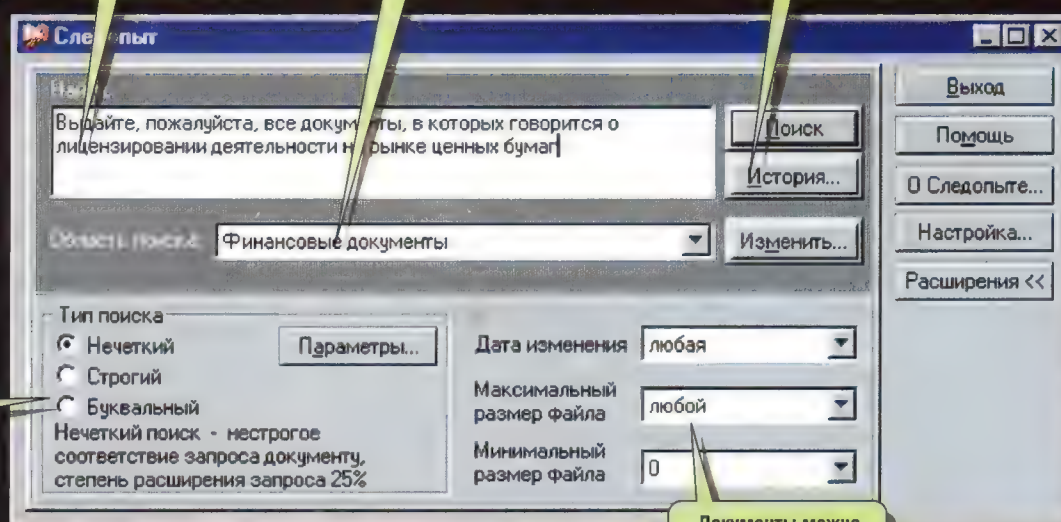 Следопыт
Выход
Выдайте, пожалуйста, все документы, в которых говорится о
лицензировании деятельности на рынке ценных бумаг
Поиск
История...
Помощь
О Следопыте...
Область поиска:
Финансовые документы
Изменить...
Настройка...
Расширения <<
Тип поиска
Нечеткий
Параметры...
Строгий
Буквальный
Нечеткий поиск - нестрогое
соответствие запроса документу,
степень расширения запроса 25%
Дата изменения
любая
Максимальный
размер файла
любой
Минимальный
размер файла
0
Документы можно